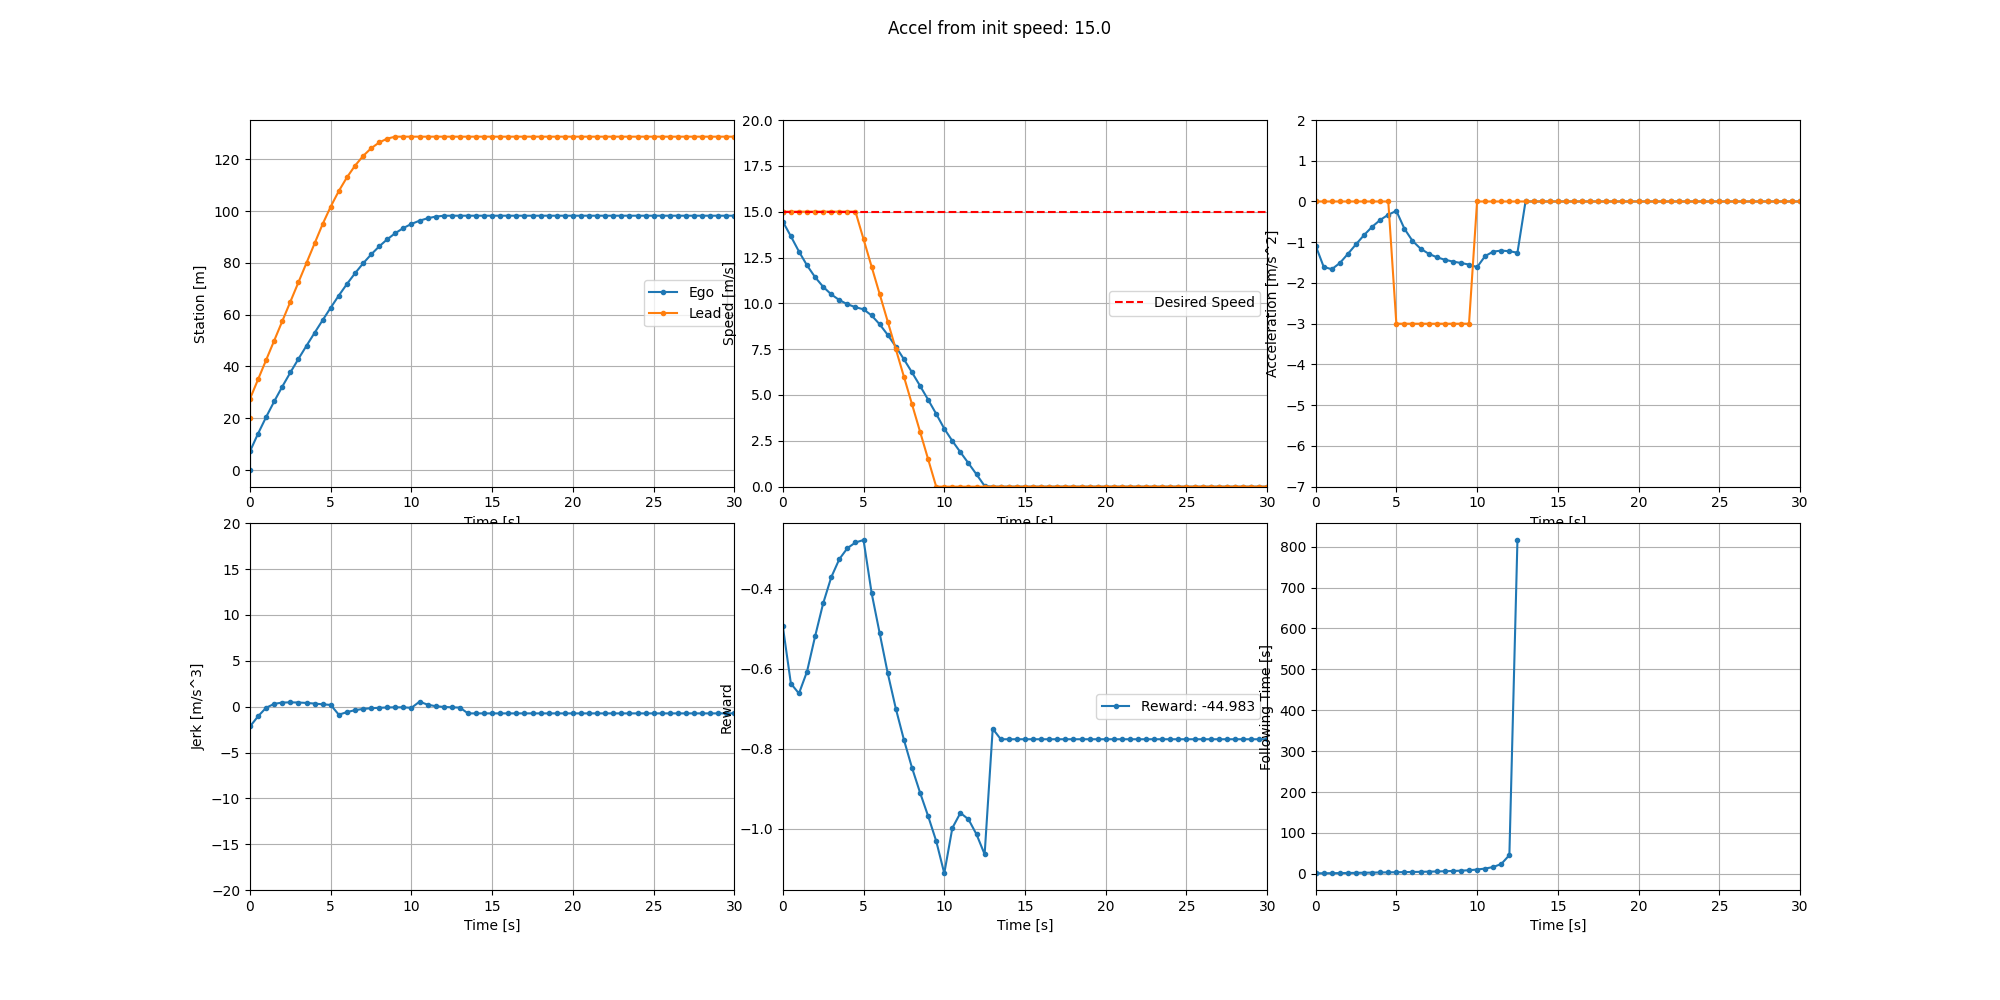 Accel from init speed: 15.0
Station [m]
120
100
80
60
40
20
0
0 5 10 15 20 25 30
Time [s]
Ego
Lead
Speed [m/s]
20.0
17.5
15.0
12.5
10.0
7.5
5.0
2.5
0.0
0 5 10 15 20 25 30
Time [s]
Desired Speed
Acceleration [m/s^2]
2
1
0
−1
−2
−3
−4
−5
−6
−7
0 5 10 15 20 25 30
Time [s]
Jerk [m/s^3]
20
15
10
5
0
−5
−10
−15
−20
0 5 10 15 20 25 30
Time [s]
Reward
−0.4
−0.6
−0.8
−1.0
0 5 10 15 20 25 30
Time [s]
Reward: -44.983
Following Time [s]
800
700
600
500
400
300
200
100
0
0 5 10 15 20 25 30
Time [s]